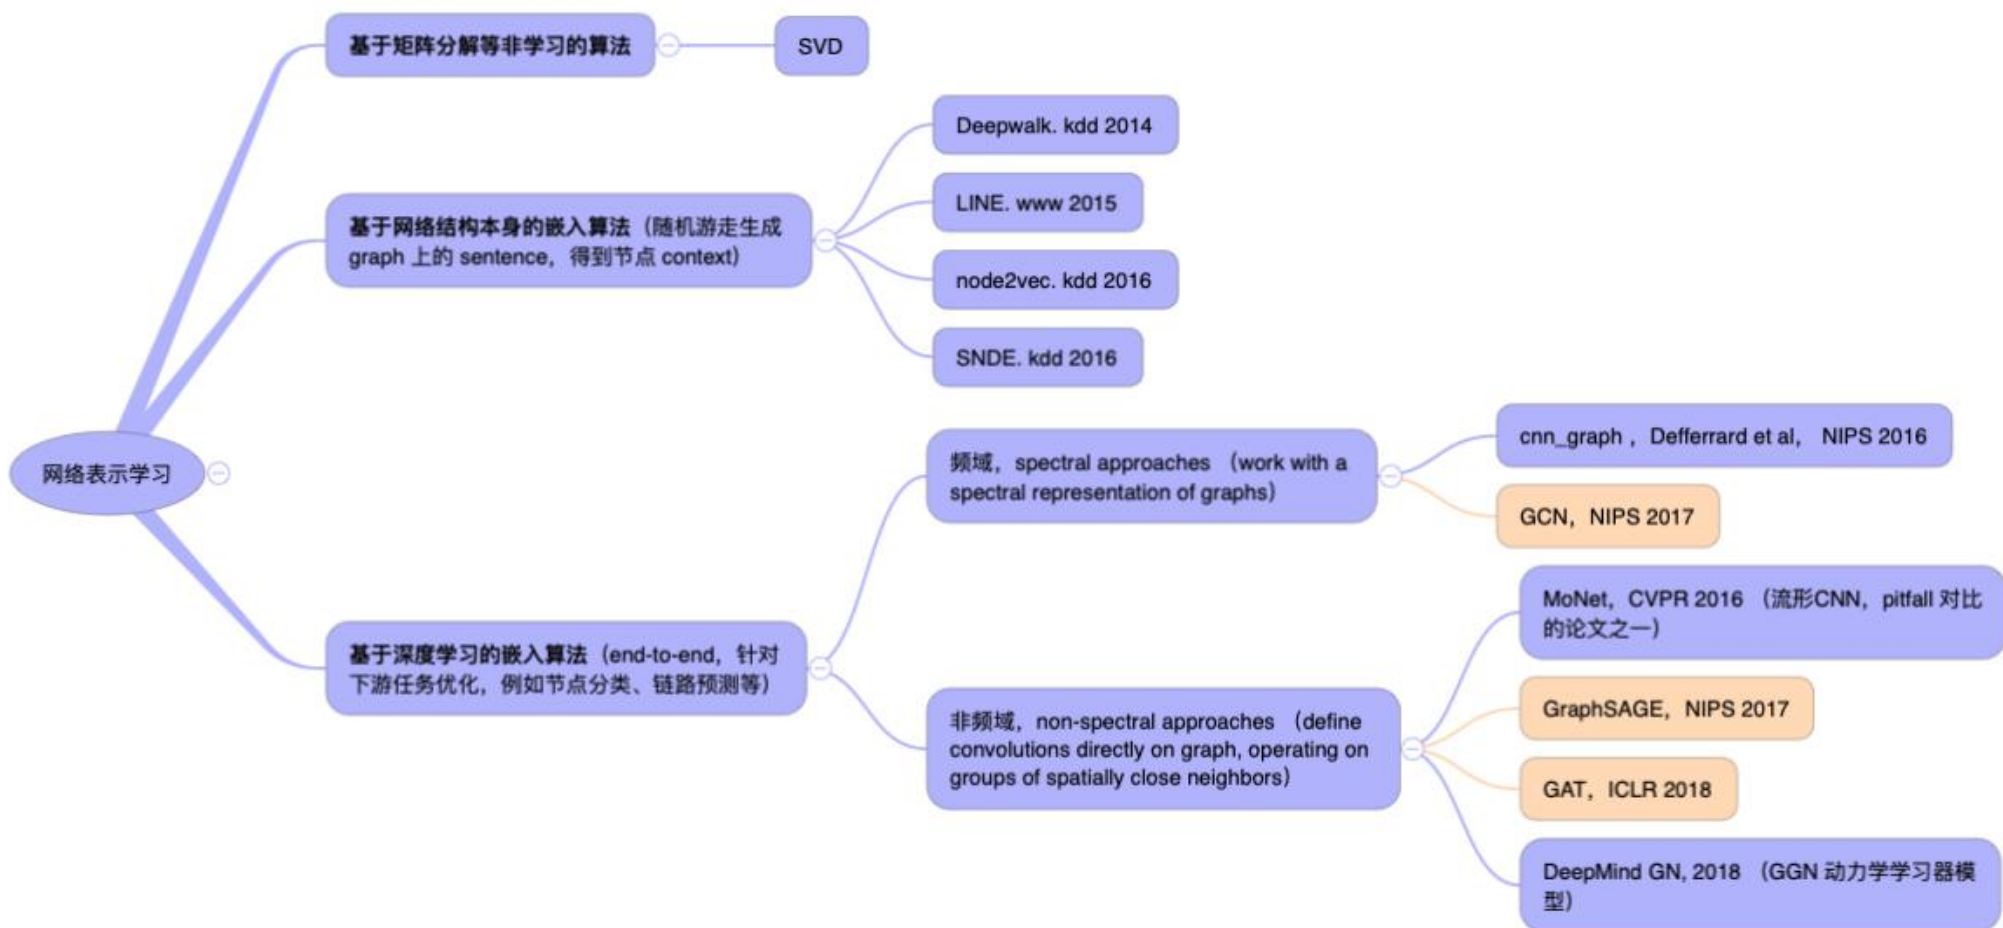 基于矩阵分解等非学习的算法
SVD
Deepwalk. kdd 2014
LINE. www 2015
基于网络结构本身的嵌入算法（随机游走生成
graph 上的 sentence，得到节点 context）
node2vec. kdd 2016
SNDE. kdd 2016
网络表示学习
频域，spectral approaches （work with a
spectral representation of graphs）
cnn_graph ，Defferrard et al， NIPS 2016
GCN，NIPS 2017
基于深度学习的嵌入算法（end-to-end，针对
下游任务优化，例如节点分类、链路预测等）
非频域，non-spectral approaches （define
convolutions directly on graph, operating on
groups of spatially close neighbors）
MoNet，CVPR 2016 （流形CNN，pitfall 对比
的论文之一）
GraphSAGE，NIPS 2017
GAT，ICLR 2018
DeepMind GN, 2018 （GGN 动力学学习器模
型）